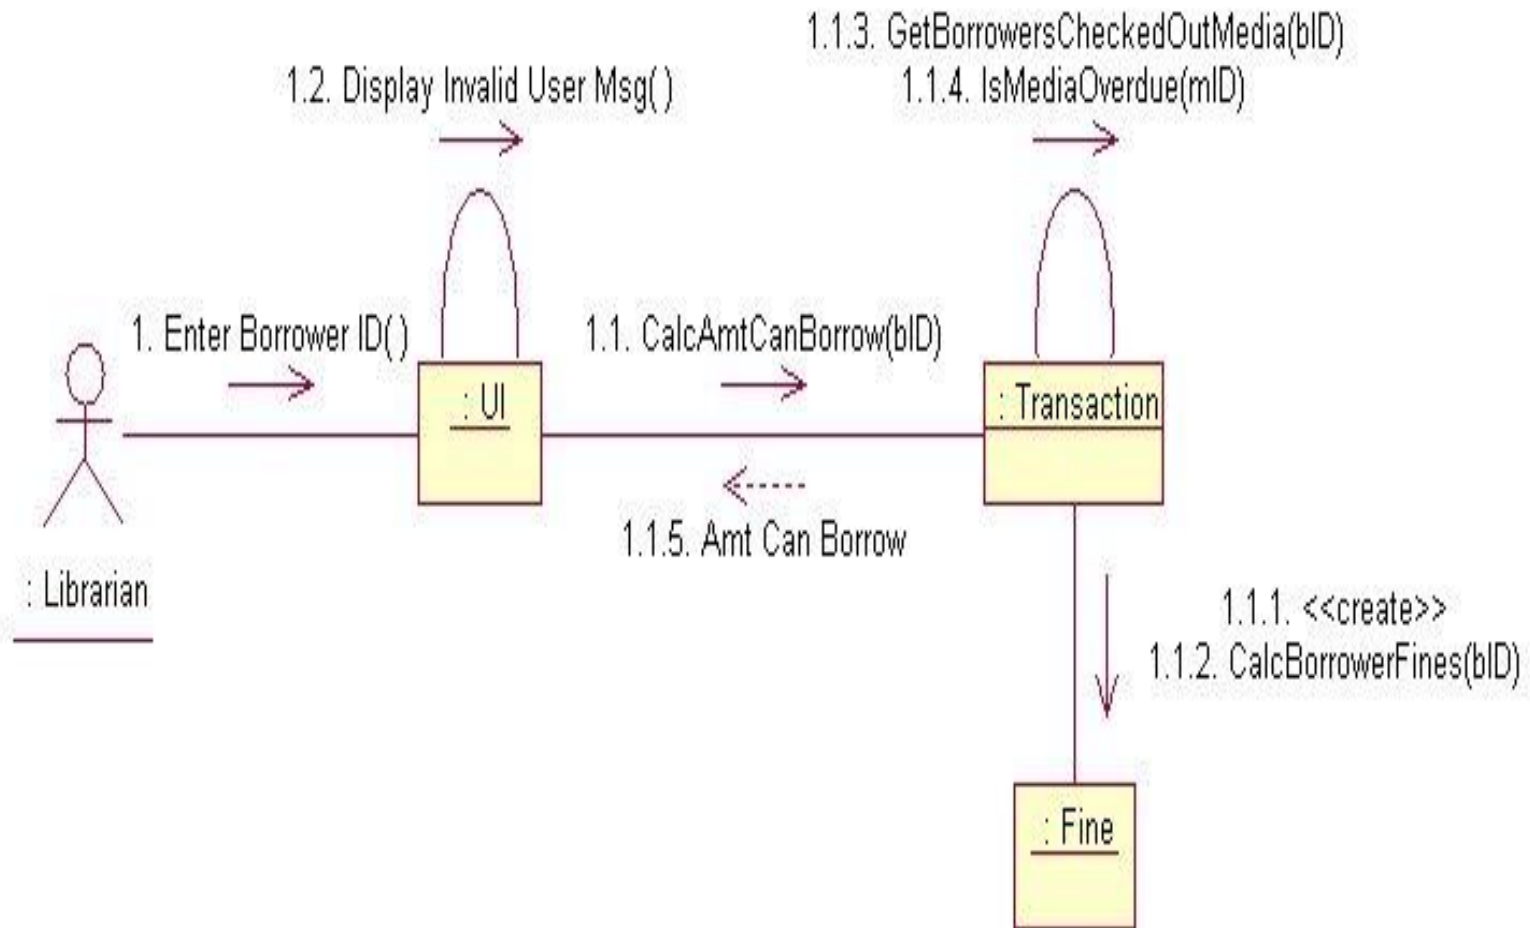 1.1.3. GetBorrowersCheckedOutMedia(bID)
1.2. Display Invalid User Msg( )
1.1.4. IsMediaOverdue(mID)
1. Enter Borrower ID( )
1.1. CalcAmtCanBorrow(bID)
: UI
: Transaction
1.1.5. Amt Can Borrow
: Librarian
1.1.1. <<create>>
1.1.2. CalcBorrowerFines(bID)
: Fine